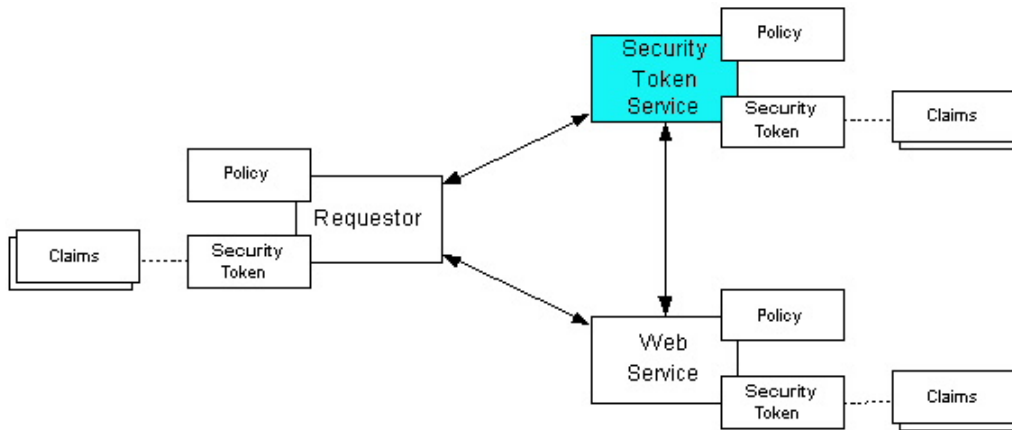 Policy
Security
Token
Service
Security
Token
Claims
Policy
Requestor
Security
Token
Claims
Policy
Web
Service
Security
Token
Claims